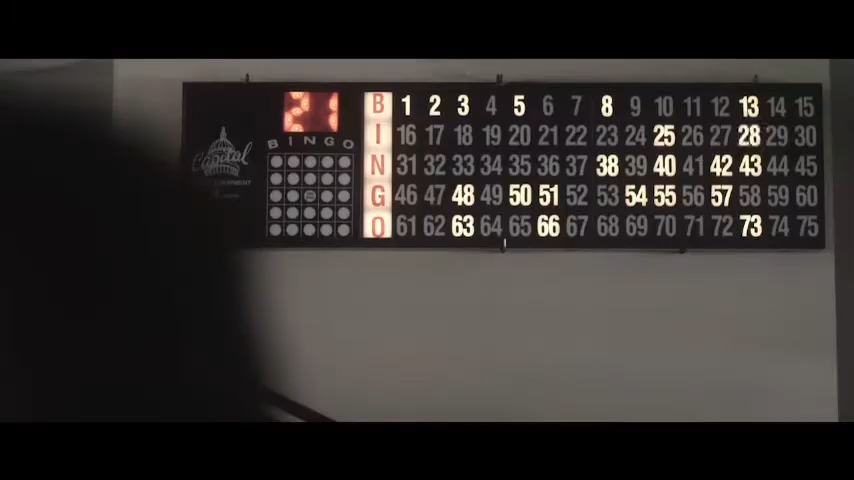 21
B I N G O
Capitol
B 1 2 3 4 5 6 7 8 9 10 11 12 13 14 15
I 16 17 18 19 20 21 22 23 24 25 26 27 28 29 30
N 31 32 33 34 35 36 37 38 39 40 41 42 43 44 45
G 46 47 48 49 50 51 52 53 54 55 56 57 58 59 60
O 61 62 63 64 65 66 67 68 69 70 71 72 73 74 75